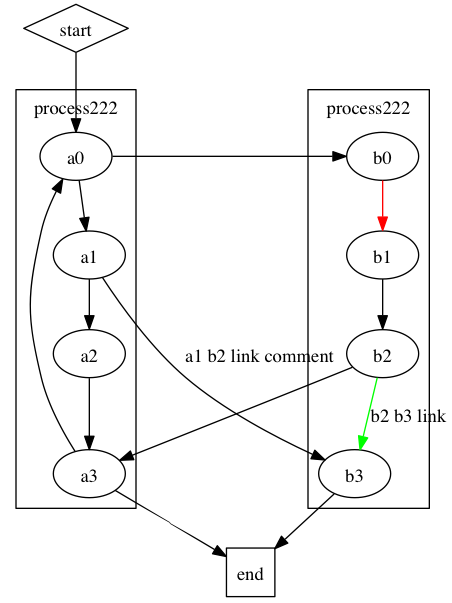 start
process222
process222
a0
b0
a1
b1
a2
a1 b2 link comment
b2
b2 b3 link
a3
b3
end